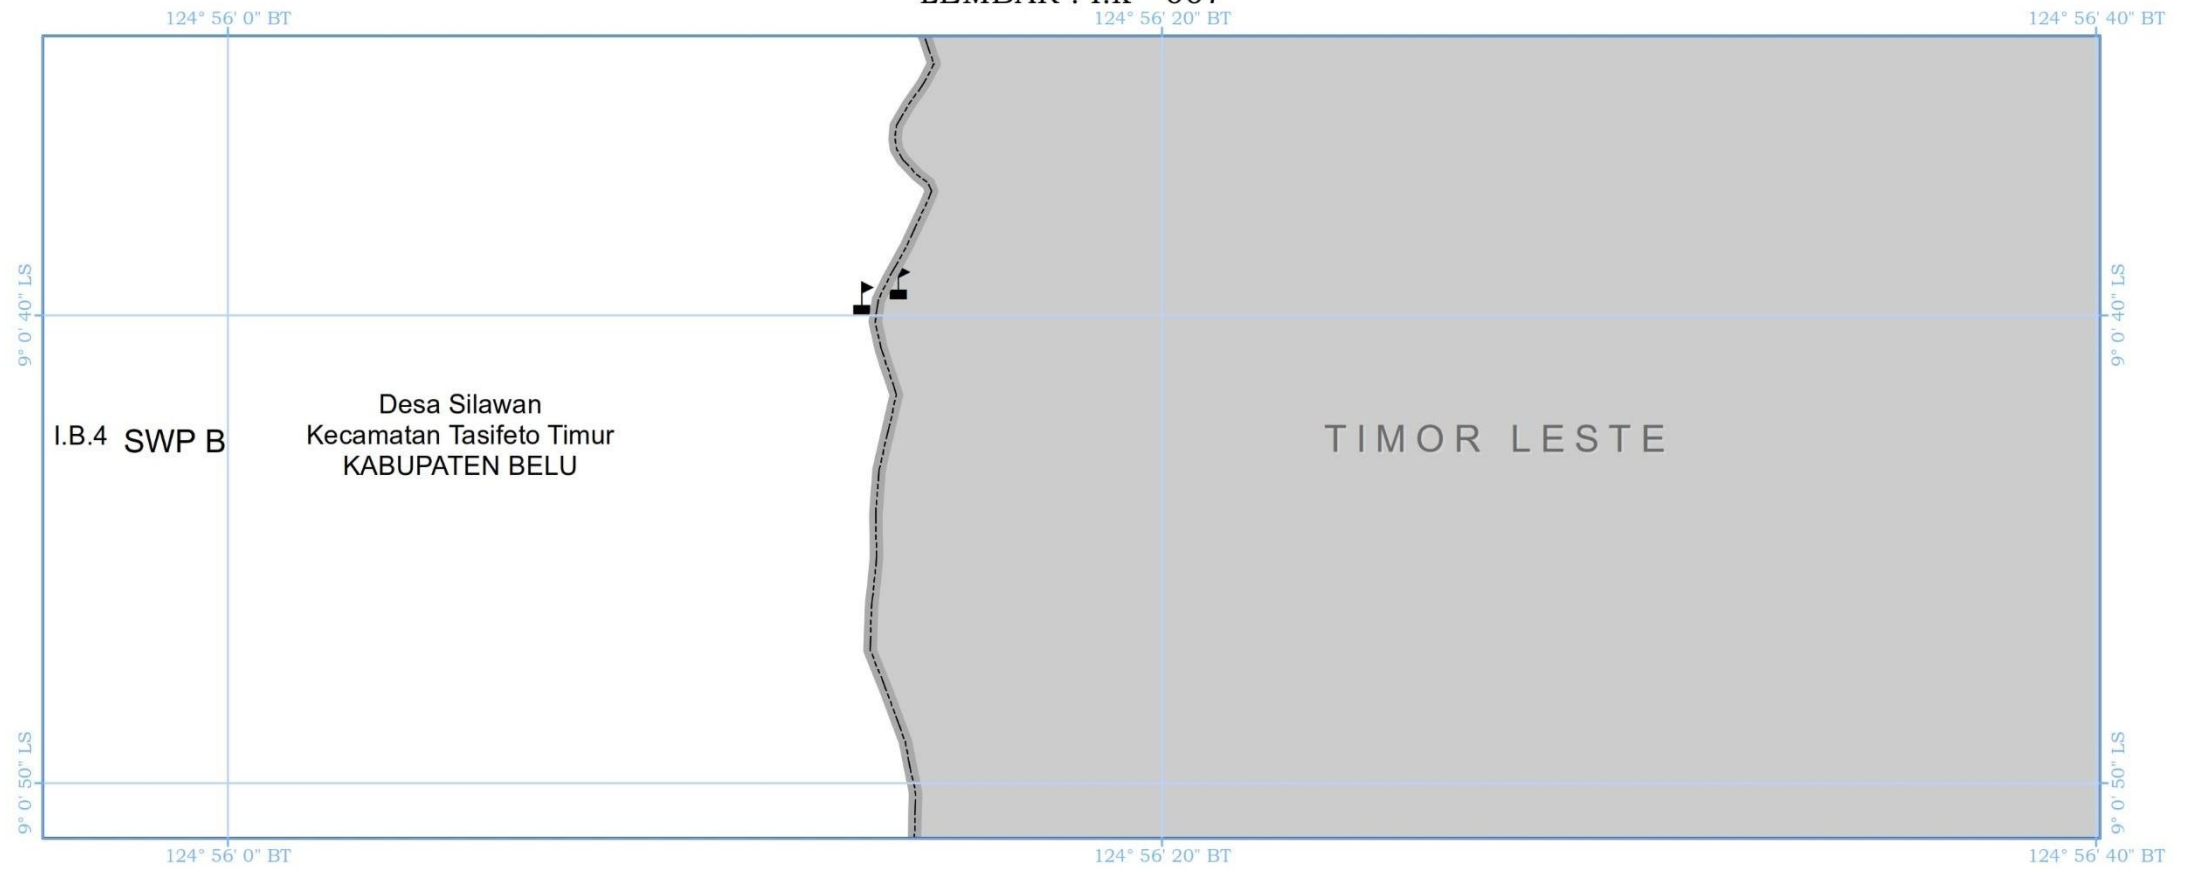 124° 56' 0" BT
124° 56' 20" BT
124° 56' 40" BT
9° 0' 40" LS
9° 0' 40" LS
Desa Silawan
Kecamatan Tasifeto Timur
KABUPATEN BELU
I.B.4
SWP B
TIMOR LESTE
9° 0' 50" LS
9° 0' 50" LS
124° 56' 0" BT
124° 56' 20" BT
124° 56' 40" BT